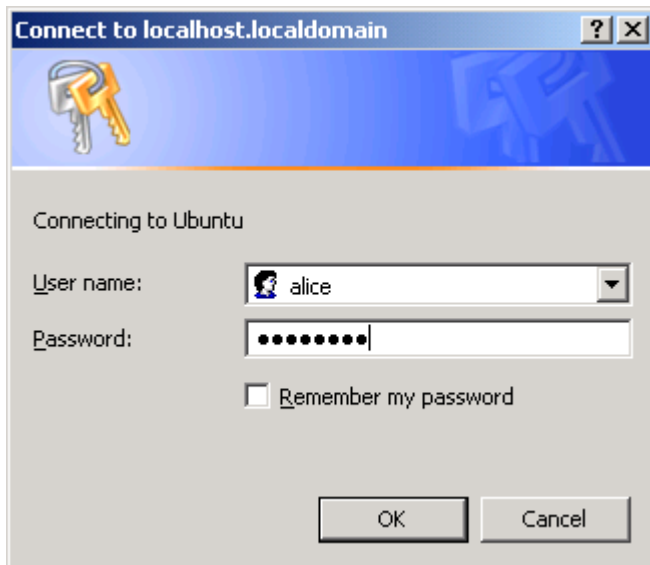 Connect to localhost.localdomain
Connecting to Ubuntu
User name: alice
Password: ●●●●●●●●
Remember my password
OK Cancel